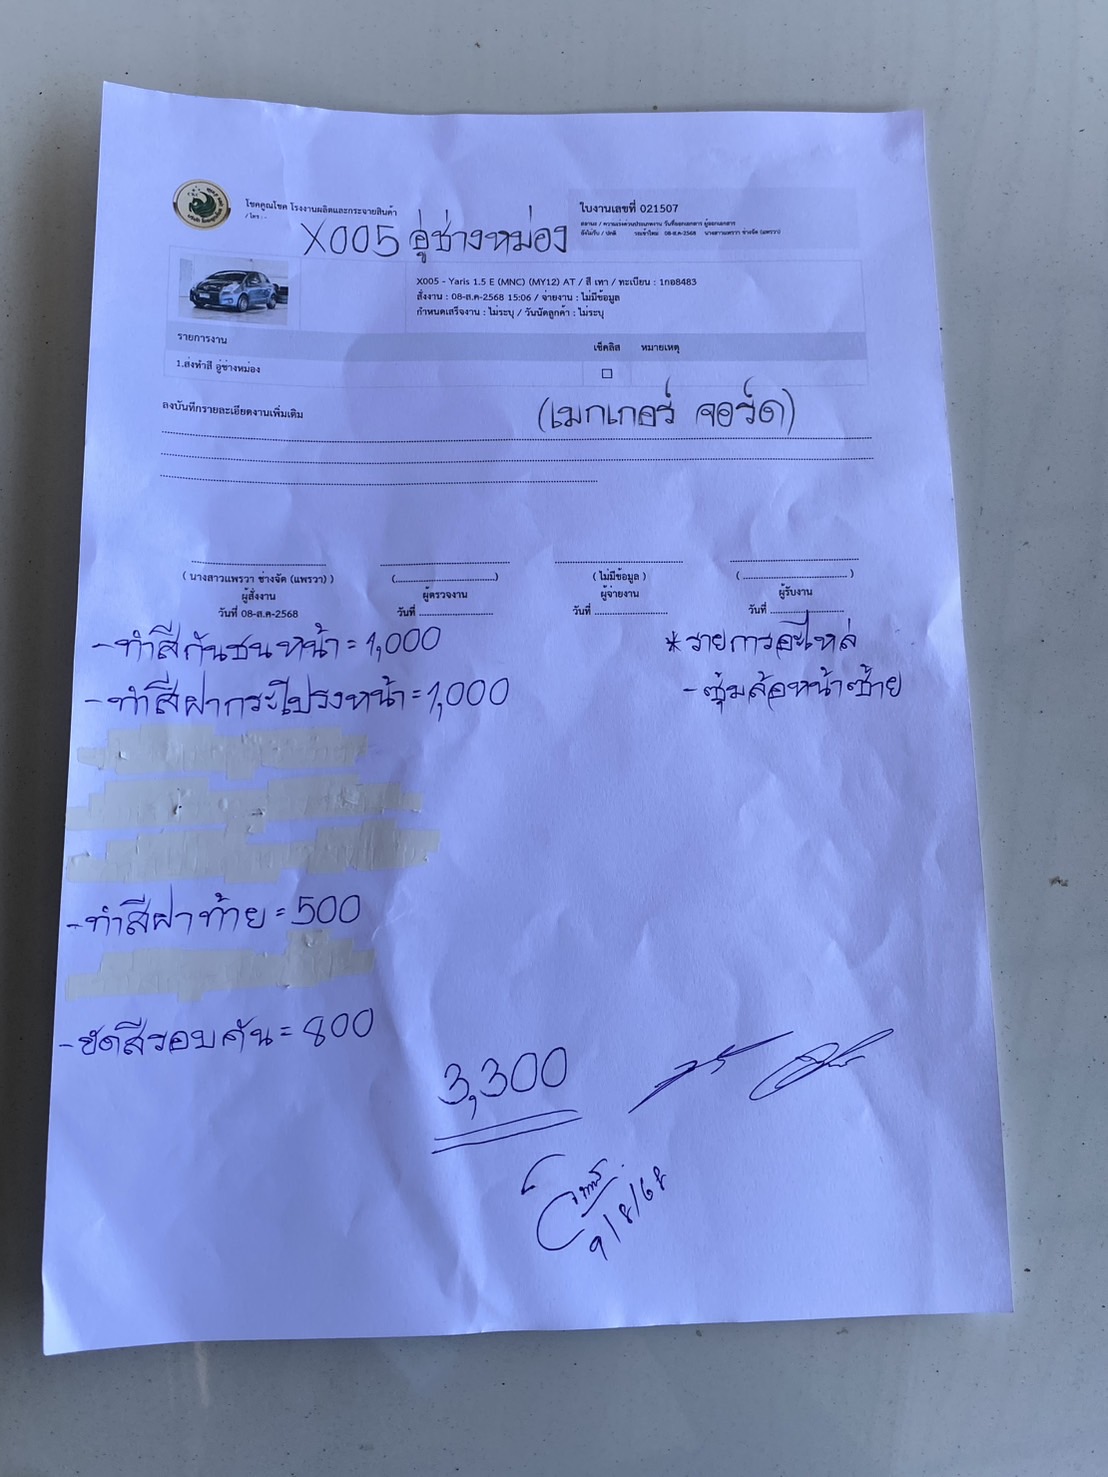 โชคคูณโชค โรงงานผลิตและกระจายสินค้า
/ โทร : -
ใบงานเลขที่ 021507
X005 อู่ช่างหม่อง
X005 - Yaris 1.5 E (MNC) (MY12) AT / สี เทา / ทะเบียน : 1กอ8483
สั่งงาน : 08-ส.ค-2568 15:06 / จ่ายงาน : ไม่มีข้อมูล
กำหนดเสร็จงาน : ไม่ระบุ / วันนัดลูกค้า : ไม่ระบุ
รายการงาน เช็คลิส หมายเหตุ
1.ส่งทำสี อู่ช่างหม่อง
ลงบันทึกรายละเอียดงานเพิ่มเติม
(เมกเกอร์ จอร์ด)
( นางสาวแพรวา ช่างจัด (แพรวา) ) (....................) ( ไม่มีข้อมูล ) ( .................... )
ผู้สั่งงาน ผู้ตรวจงาน ผู้จ่ายงาน ผู้รับงาน
วันที่ 08-ส.ค-2568 วันที่ .................... วันที่ .................... วันที่ ....................
-ทำสีกันชนหน้า=1,000
*รายการอะไหล่
-ทำสีฝากระโปรงหน้า=1,000
-ซุ้มล้อหน้าซ้าย
-ทำสีฝาท้าย=500
-ขัดสีรอบคัน=800
3,300
9/8/68